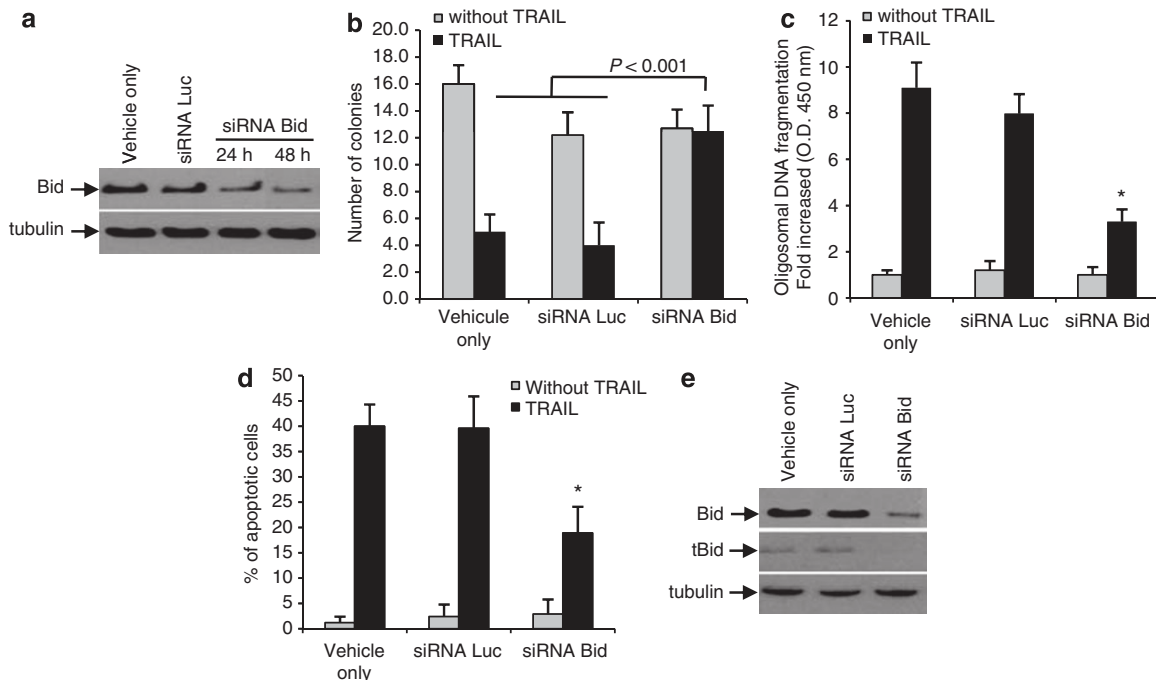 a
Vehicle only
siRNA Luc
siRNA Bid
24 h 48 h
Bid
tubulin
b
without TRAIL
TRAIL
P < 0.001
Number of colonies
20.0
18.0
16.0
14.0
12.0
10.0
8.0
6.0
4.0
2.0
0.0
Vehicule only
siRNA Luc
siRNA Bid
c
without TRAIL
TRAIL
Oligosomal DNA fragmentation
Fold increased (O.D. 450 nm)
12
10
8
6
4
2
0
*
Vehicle only
siRNA Luc
siRNA Bid
d
Without TRAIL
TRAIL
% of apoptotic cells
50
45
40
35
30
25
20
15
10
5
0
*
Vehicle only
siRNA Luc
siRNA Bid
e
Vehicle only
siRNA Luc
siRNA Bid
Bid
tBid
tubulin